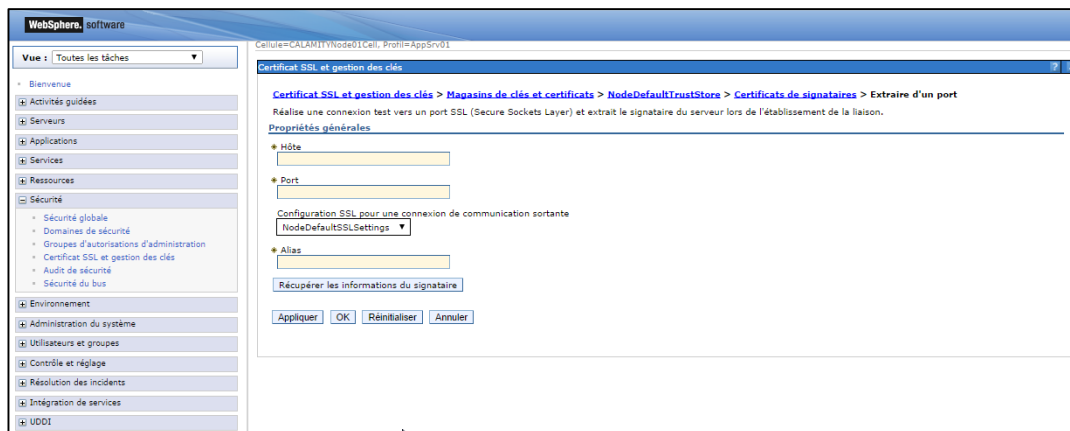 WebSphere. software
Cellule=CALAMITYNode01Cell, Profil=AppSrv01
Vue : Toutes les tâches
Bienvenue
Activités guidées
Serveurs
Applications
Services
Ressources
Sécurité
Sécurité globale
Domaines de sécurité
Groupes d'autorisations d'administration
Certificat SSL et gestion des clés
Audit de sécurité
Sécurité du bus
Environnement
Administration du système
Utilisateurs et groupes
Contrôle et réglage
Résolution des incidents
Intégration de services
UDDI
Certificat SSL et gestion des clés ?
Certificat SSL et gestion des clés > Magasins de clés et certificats > NodeDefaultTrustStore > Certificats de signataires > Extraire d'un port
Réalise une connexion test vers un port SSL (Secure Sockets Layer) et extrait le signataire du serveur lors de l'établissement de la liaison.
Propriétés générales
Hôte
Port
Configuration SSL pour une connexion de communication sortante
NodeDefaultSSLSettings
Alias
Récupérer les informations du signataire
Appliquer OK Réinitialiser Annuler